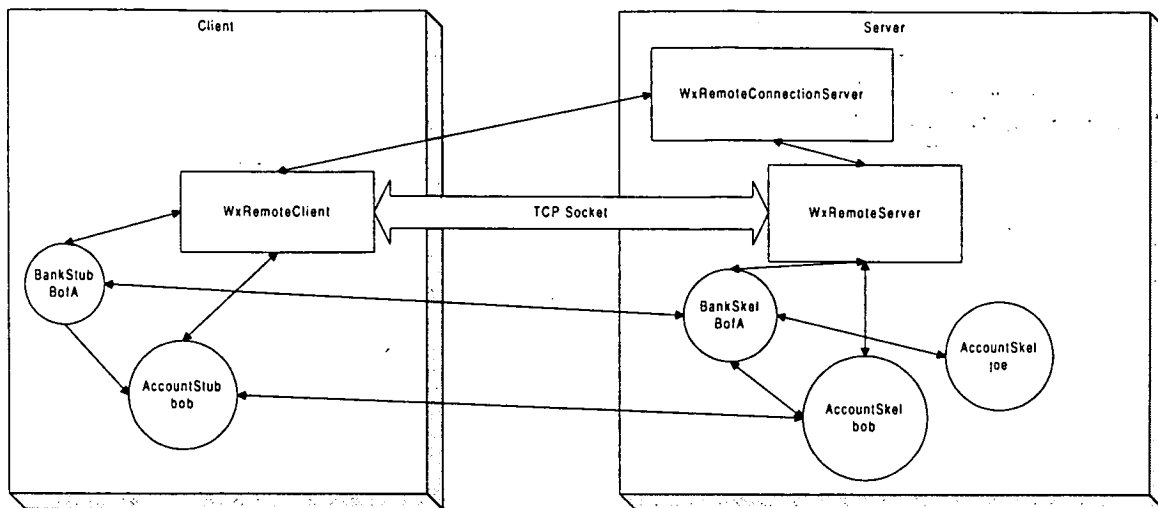 Client
Server
WxRemoteConnectionServer
WxRemoteClient
TCP Socket
WxRemoteServer
BankStub
BofA
BankSkel
BofA
AccountSkel
joe
AccountStub
bob
AccountSkel
bob